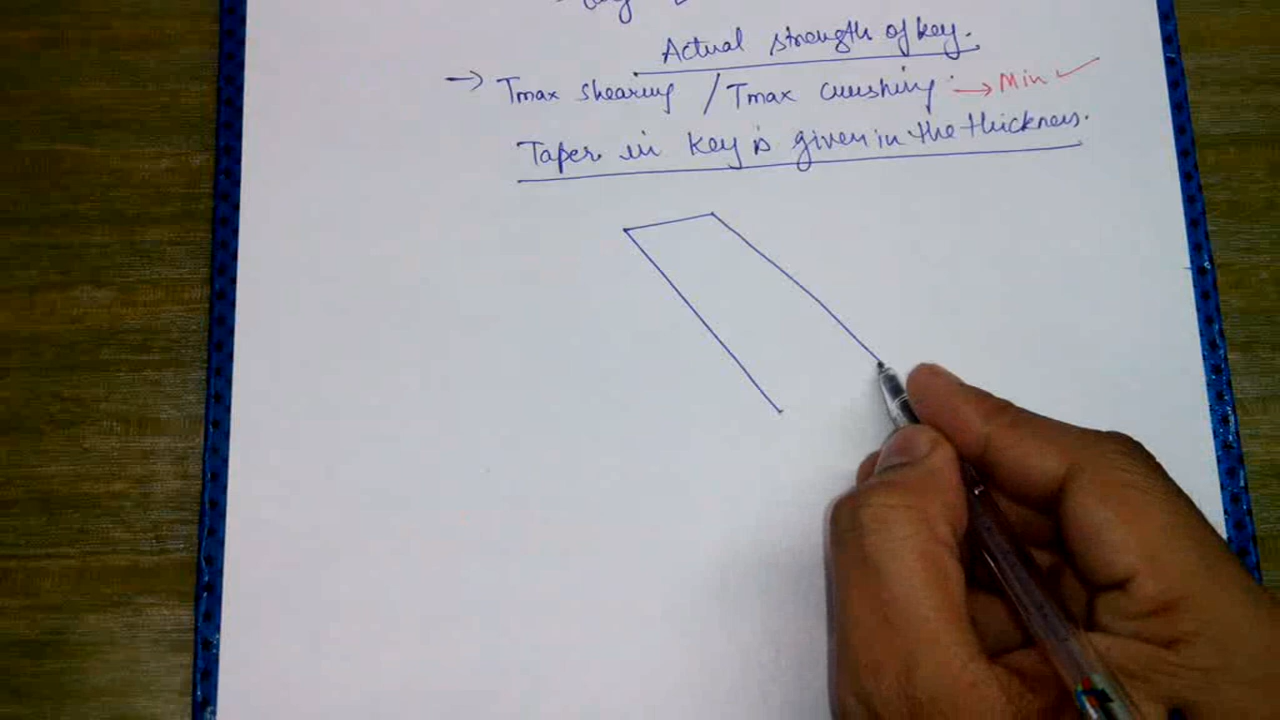 Actual strength of key.
→ Tmax shearing / Tmax crushing. → Min ✓
Taper in key is given in the thickness.